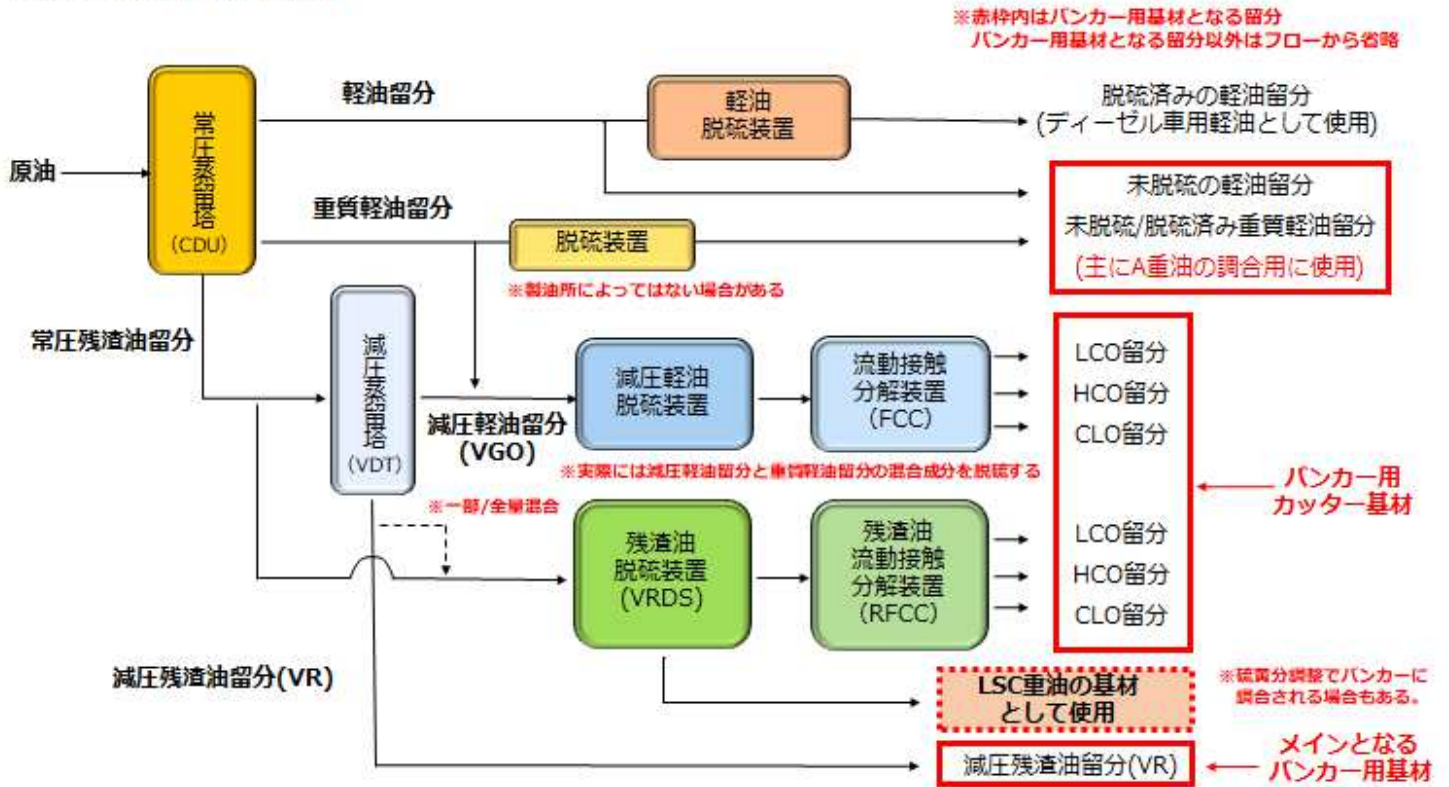 ※赤枠内はバンカー用基材となる留分
バンカー用基材となる留分以外はフローから省略
原油
常圧蒸留塔
(CDU)
軽油留分
軽油
脱硫装置
脱硫済みの軽油留分
(ディーゼル車用軽油として使用)
未脱硫の軽油留分
重質軽油留分
脱硫装置
※製油所によってはない場合がある
未脱硫/脱硫済み重質軽油留分
(主にA重油の調合用に使用)
常圧残渣油留分
減圧蒸留塔
(VDT)
減圧軽油留分
(VGO)
減圧軽油
脱硫装置
流動接触
分解装置
(FCC)
LCO留分
HCO留分
CLO留分
※実際には減圧軽油留分と重質軽油留分の混合成分を脱硫する
※一部/全量混合
残渣油
脱硫装置
(VRDS)
残渣油
流動接触
分解装置
(RFCC)
LCO留分
HCO留分
CLO留分
バンカー用
カッター基材
減圧残渣油留分(VR)
LSC重油の基材
として使用
※硫黄分調整でバンカーに
調合される場合もある。
減圧残渣油留分(VR)
メインとなる
バンカー用基材